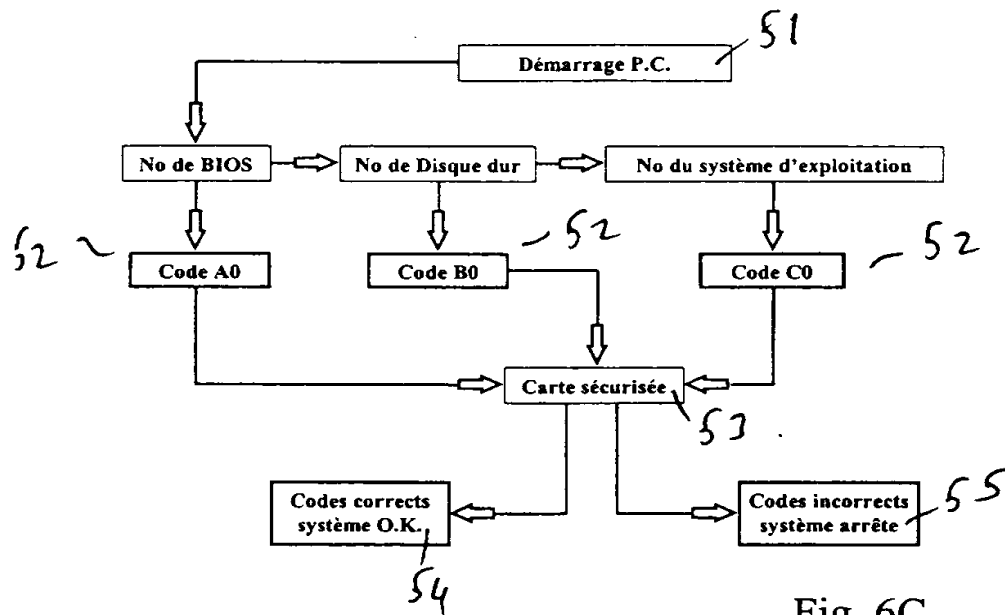 51
Démarrage P.C.
No de BIOS
No de Disque dur
No du système d'exploitation
52
Code A0
Code B0
52
Code C0
52
Carte sécurisée
53
Codes corrects
système O.K.
Codes incorrects
système arrête
55
54
Fig. 6C